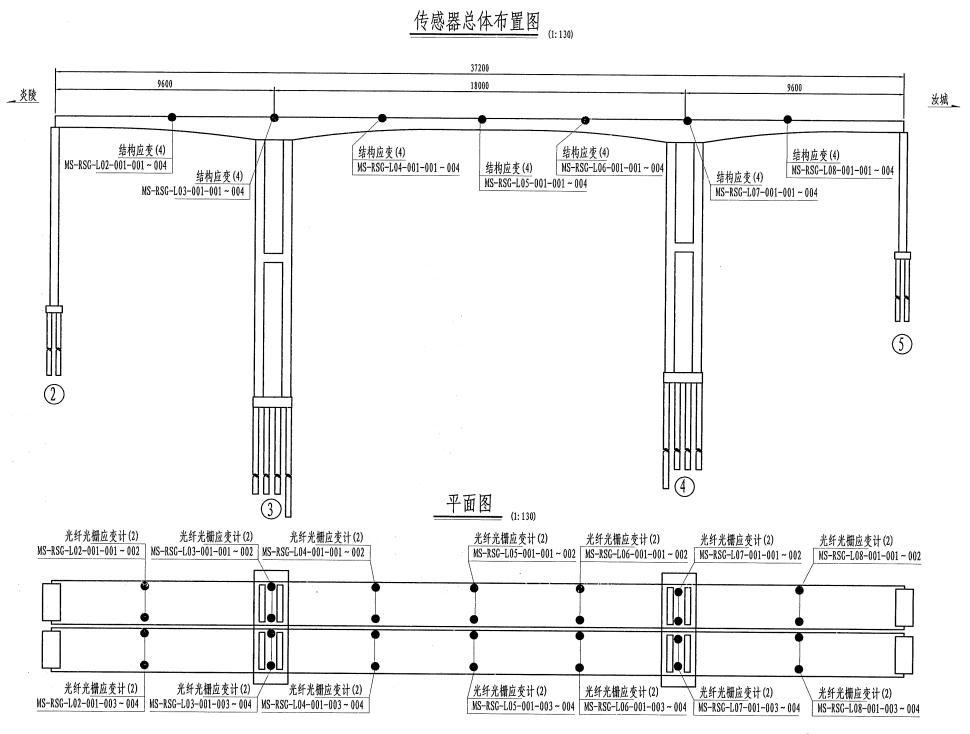 传感器总体布置图
(1:130)
37200
9600
18000
9600
炎陵
汝城
结构应变(4)
MS-RSG-L02-001-001~004
结构应变(4)
MS-RSG-L03-001-001~004
结构应变(4)
MS-RSG-L04-001-001~004
结构应变(4)
MS-RSG-L05-001-001~004
结构应变(4)
MS-RSG-L06-001-001~004
结构应变(4)
MS-RSG-L07-001-001~004
结构应变(4)
MS-RSG-L08-001-001~004
2
3
4
5
平面图
(1:130)
光纤光栅应变计(2)
MS-RSG-L02-001-001~002
光纤光栅应变计(2)
MS-RSG-L03-001-001~002
光纤光栅应变计(2)
MS-RSG-L04-001-001~002
光纤光栅应变计(2)
MS-RSG-L05-001-001~002
光纤光栅应变计(2)
MS-RSG-L06-001-001~002
光纤光栅应变计(2)
MS-RSG-L07-001-001~002
光纤光栅应变计(2)
MS-RSG-L08-001-001~002
光纤光栅应变计(2)
MS-RSG-L02-001-003~004
光纤光栅应变计(2)
MS-RSG-L03-001-003~004
光纤光栅应变计(2)
MS-RSG-L04-001-003~004
光纤光栅应变计(2)
MS-RSG-L05-001-003~004
光纤光栅应变计(2)
MS-RSG-L06-001-003~004
光纤光栅应变计(2)
MS-RSG-L07-001-003~004
光纤光栅应变计(2)
MS-RSG-L08-001-003~004